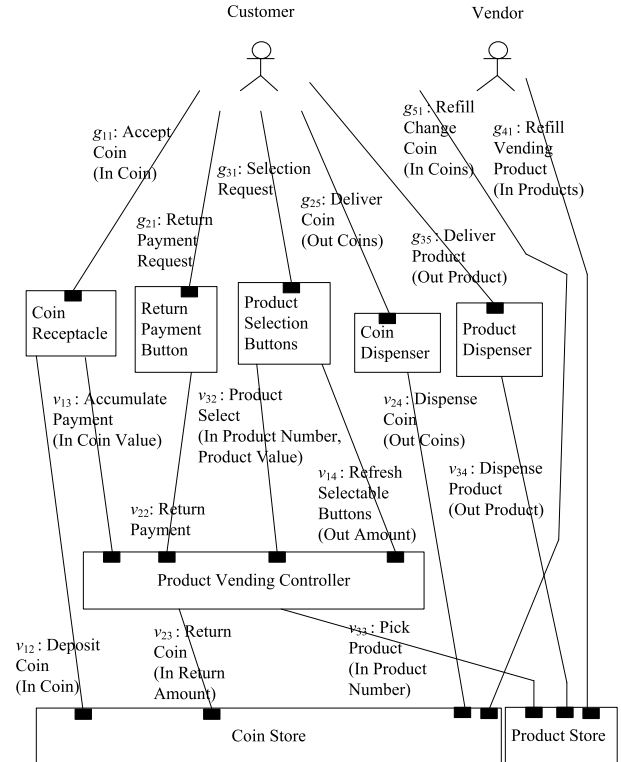 Customer
Vendor
g11: Accept
Coin
(In Coin)
g21: Return
Payment
Request
g31: Selection
Request
g25: Deliver
Coin
(Out Coins)
g51: Refill
Change
Coin
(In Coins)
g41: Refill
Vending
Product
(In Products)
g35: Deliver
Product
(Out Product)
Coin
Receptacle
Return
Payment
Button
Product
Selection
Buttons
Coin
Dispenser
Product
Dispenser
v13: Accumulate
Payment
(In Coin Value)
v32: Product
Select
(In Product Number,
Product Value)
v24: Dispense
Coin
(Out Coins)
v22: Return
Payment
v14: Refresh
Selectable
Buttons
(Out Amount)
v34: Dispense
Product
(Out Product)
Product Vending Controller
v12: Deposit
Coin
(In Coin)
v23: Return
Coin
(In Return
Amount)
v33: Pick
Product
(In Product
Number)
Coin Store
Product Store